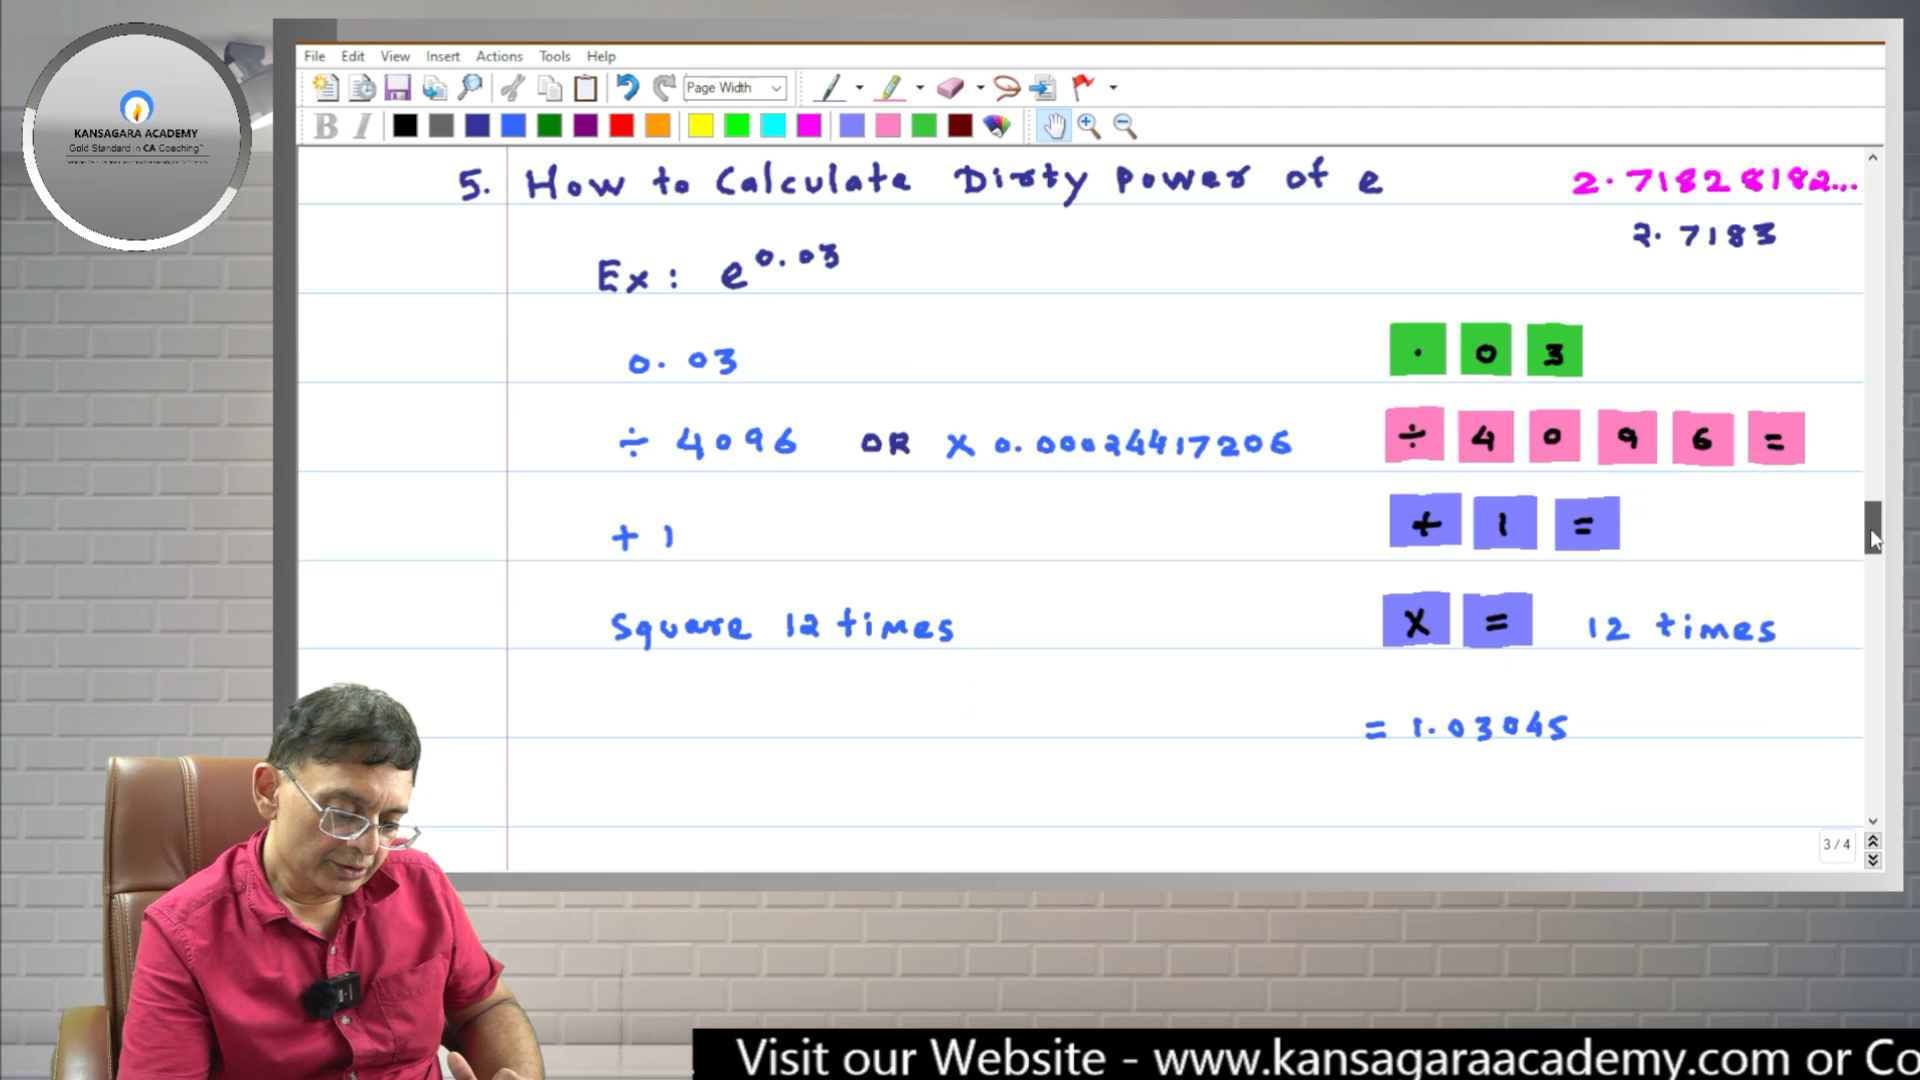 File Edit View Insert Actions Tools Help
KANSAGARA ACADEMY
Gold Standard in CA Coaching™
Page Width
B I
5. How to Calculate Dirty Power of e 2.71828182...
2.7183
Ex: e^0.03
0.03 . 0 3
÷ 4096 OR × 0.00024417206 ÷ 4 0 9 6 =
+ 1 + 1 =
Square 12 times × = 12 times
= 1.03045
3 / 4
Visit our Website - www.kansagaraacademy.com or Co